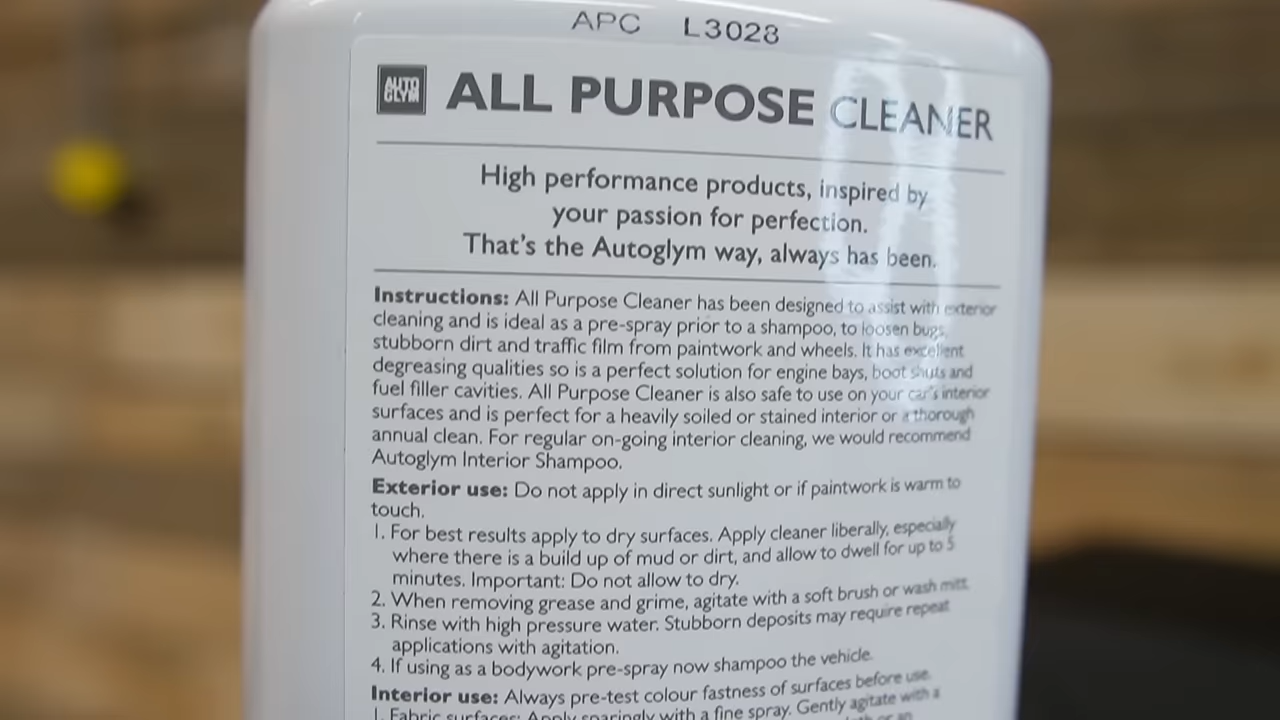 APC L3028
AUTO
GLYM
ALL PURPOSE CLEANER
High performance products, inspired by
your passion for perfection.
That's the Autoglym way, always has been.
Instructions: All Purpose Cleaner has been designed to assist with exterior
cleaning and is ideal as a pre-spray prior to a shampoo, to loosen bugs,
stubborn dirt and traffic film from paintwork and wheels. It has excellent
degreasing qualities so is a perfect solution for engine bays, boot shuts and
fuel filler cavities. All Purpose Cleaner is also safe to use on your car's interior
surfaces and is perfect for a heavily soiled or stained interior or a thorough
annual clean. For regular on-going interior cleaning, we would recommend
Autoglym Interior Shampoo.
Exterior use: Do not apply in direct sunlight or if paintwork is warm to
touch.
1. For best results apply to dry surfaces. Apply cleaner liberally, especially
where there is a build up of mud or dirt, and allow to dwell for up to 5
minutes. Important: Do not allow to dry.
2. When removing grease and grime, agitate with a soft brush or wash mitt.
3. Rinse with high pressure water. Stubborn deposits may require repeat
applications with agitation.
4. If using as a bodywork pre-spray now shampoo the vehicle.
Interior use: Always pre-test colour fastness of surfaces before use.
1. Fabric surfaces: Apply sparingly with a fine spray. Gently agitate with a